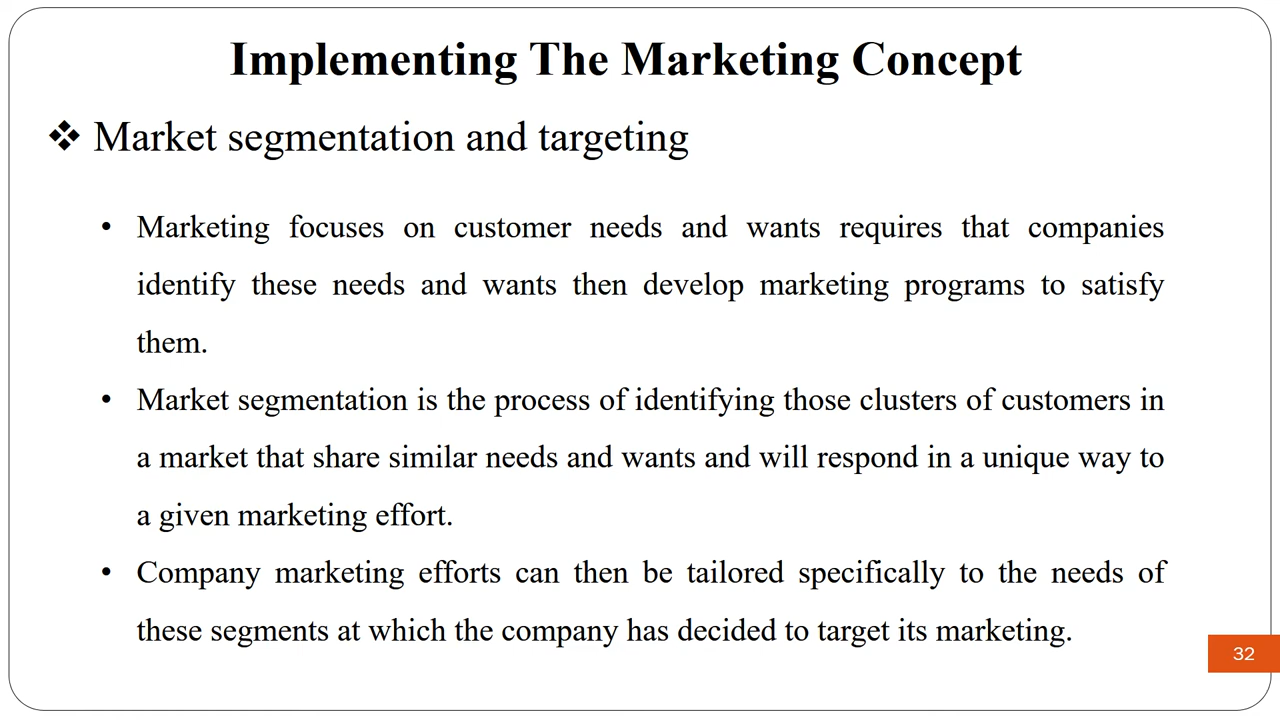 Implementing The Marketing Concept
❖ Market segmentation and targeting
• Marketing focuses on customer needs and wants requires that companies
identify these needs and wants then develop marketing programs to satisfy
them.
• Market segmentation is the process of identifying those clusters of customers in
a market that share similar needs and wants and will respond in a unique way to
a given marketing effort.
• Company marketing efforts can then be tailored specifically to the needs of
these segments at which the company has decided to target its marketing.
32